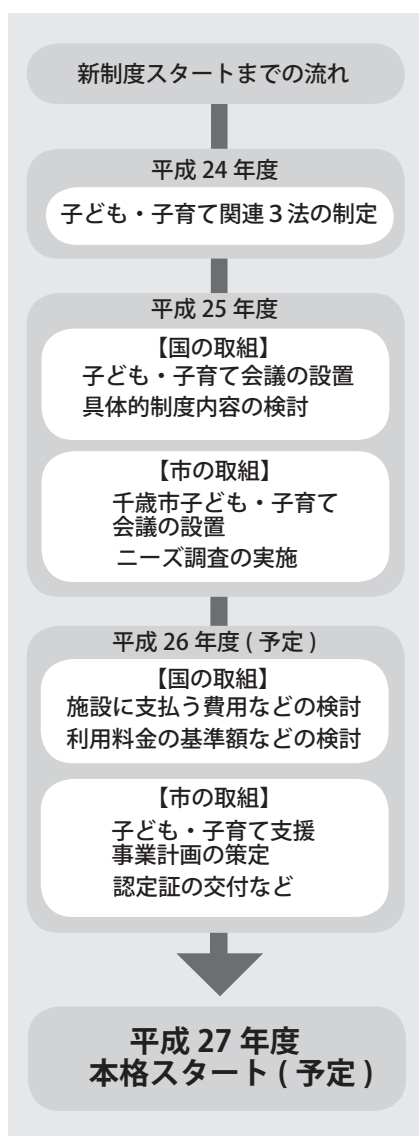 新制度スタートまでの流れ
平成 24 年度
子ども・子育て関連３法の制定
平成 25 年度
【国の取組】
子ども・子育て会議の設置
具体的制度内容の検討
【市の取組】
千歳市子ども・子育て
会議の設置
ニーズ調査の実施
平成 26 年度 ( 予定 )
【国の取組】
施設に支払う費用などの検討
利用料金の基準額などの検討
【市の取組】
子ども・子育て支援
事業計画の策定
認定証の交付など
平成 27 年度
本格スタート ( 予定 )